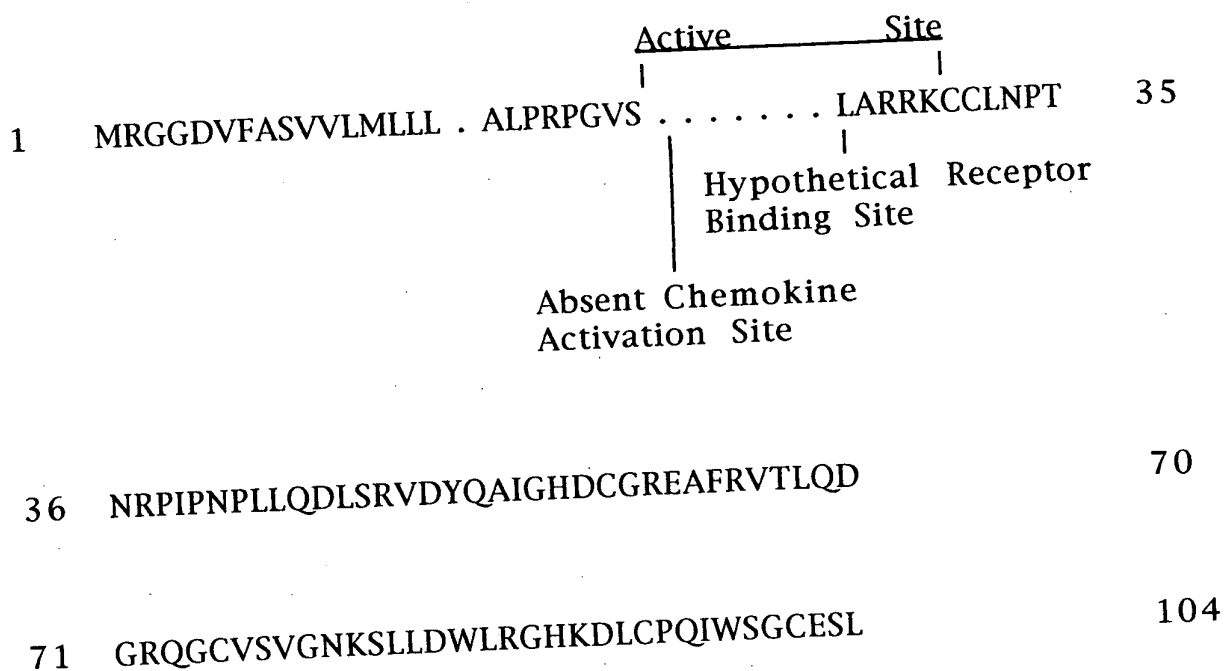 Active Site
1 MRGGDVFASVVLMLLL . ALPRPGVS . . . . . . . LARRKCCLNPT 35
Hypothetical Receptor
Binding Site
Absent Chemokine
Activation Site
36 NRPIPNPLLQDLSRVDYQAIGHDCGREAFRVTLQD 70
71 GRQGCVSVGNKSLLDWLRGHKDLCPQIWSGCESL 104